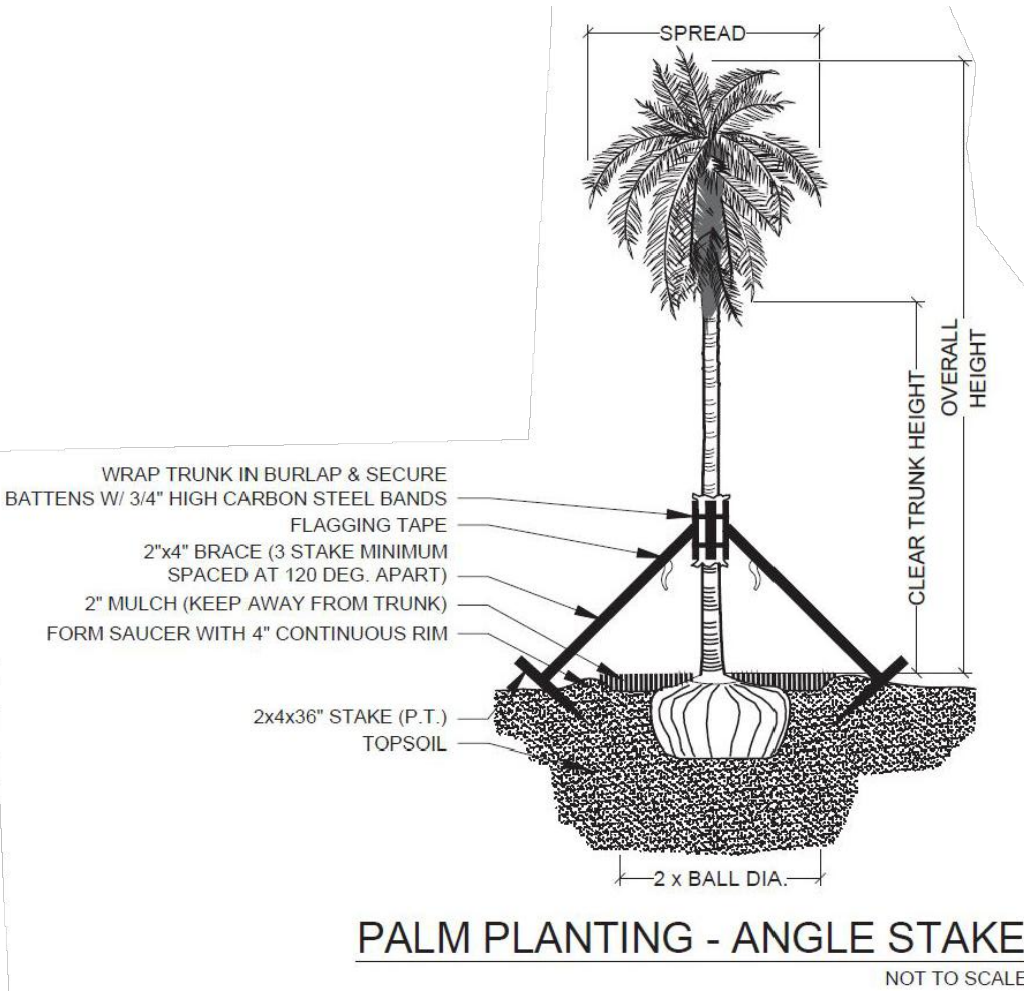 SPREAD
OVERALL
HEIGHT
CLEAR TRUNK HEIGHT
WRAP TRUNK IN BURLAP & SECURE
BATTENS W/ 3/4" HIGH CARBON STEEL BANDS
FLAGGING TAPE
2"x4" BRACE (3 STAKE MINIMUM
SPACED AT 120 DEG. APART)
2" MULCH (KEEP AWAY FROM TRUNK)
FORM SAUCER WITH 4" CONTINUOUS RIM
2x4x36" STAKE (P.T.)
TOPSOIL
2 x BALL DIA.
PALM PLANTING - ANGLE STAKE
NOT TO SCALE